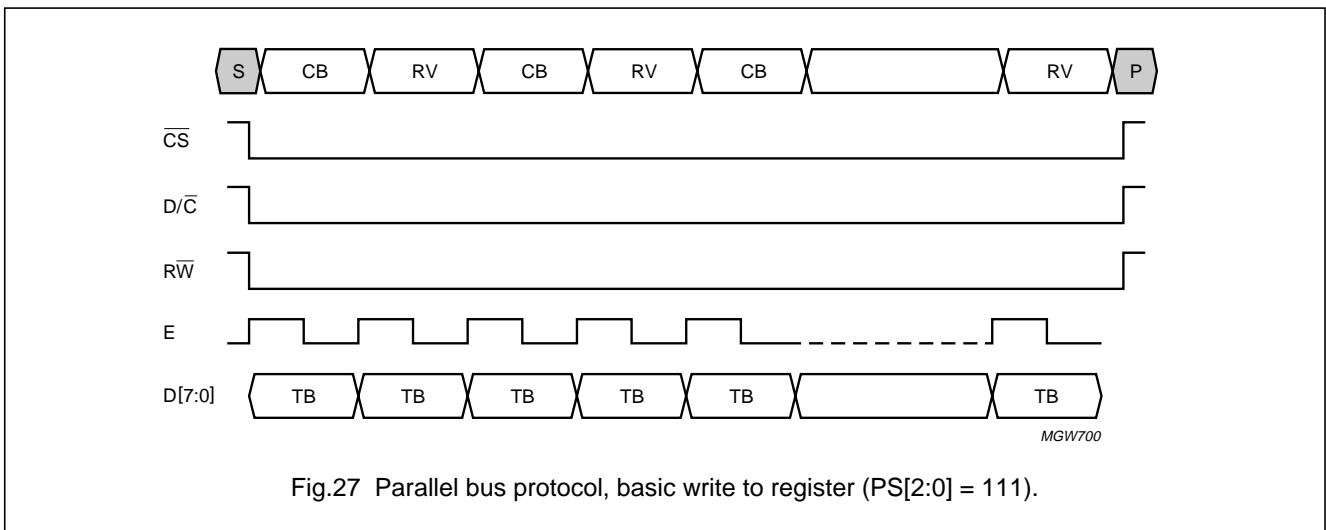 S CB RV CB RV CB RV P
C̅S̅
D/C̅
RW̅
E
D[7:0] TB TB TB TB TB TB
MGW700
Fig.27 Parallel bus protocol, basic write to register (PS[2:0] = 111).